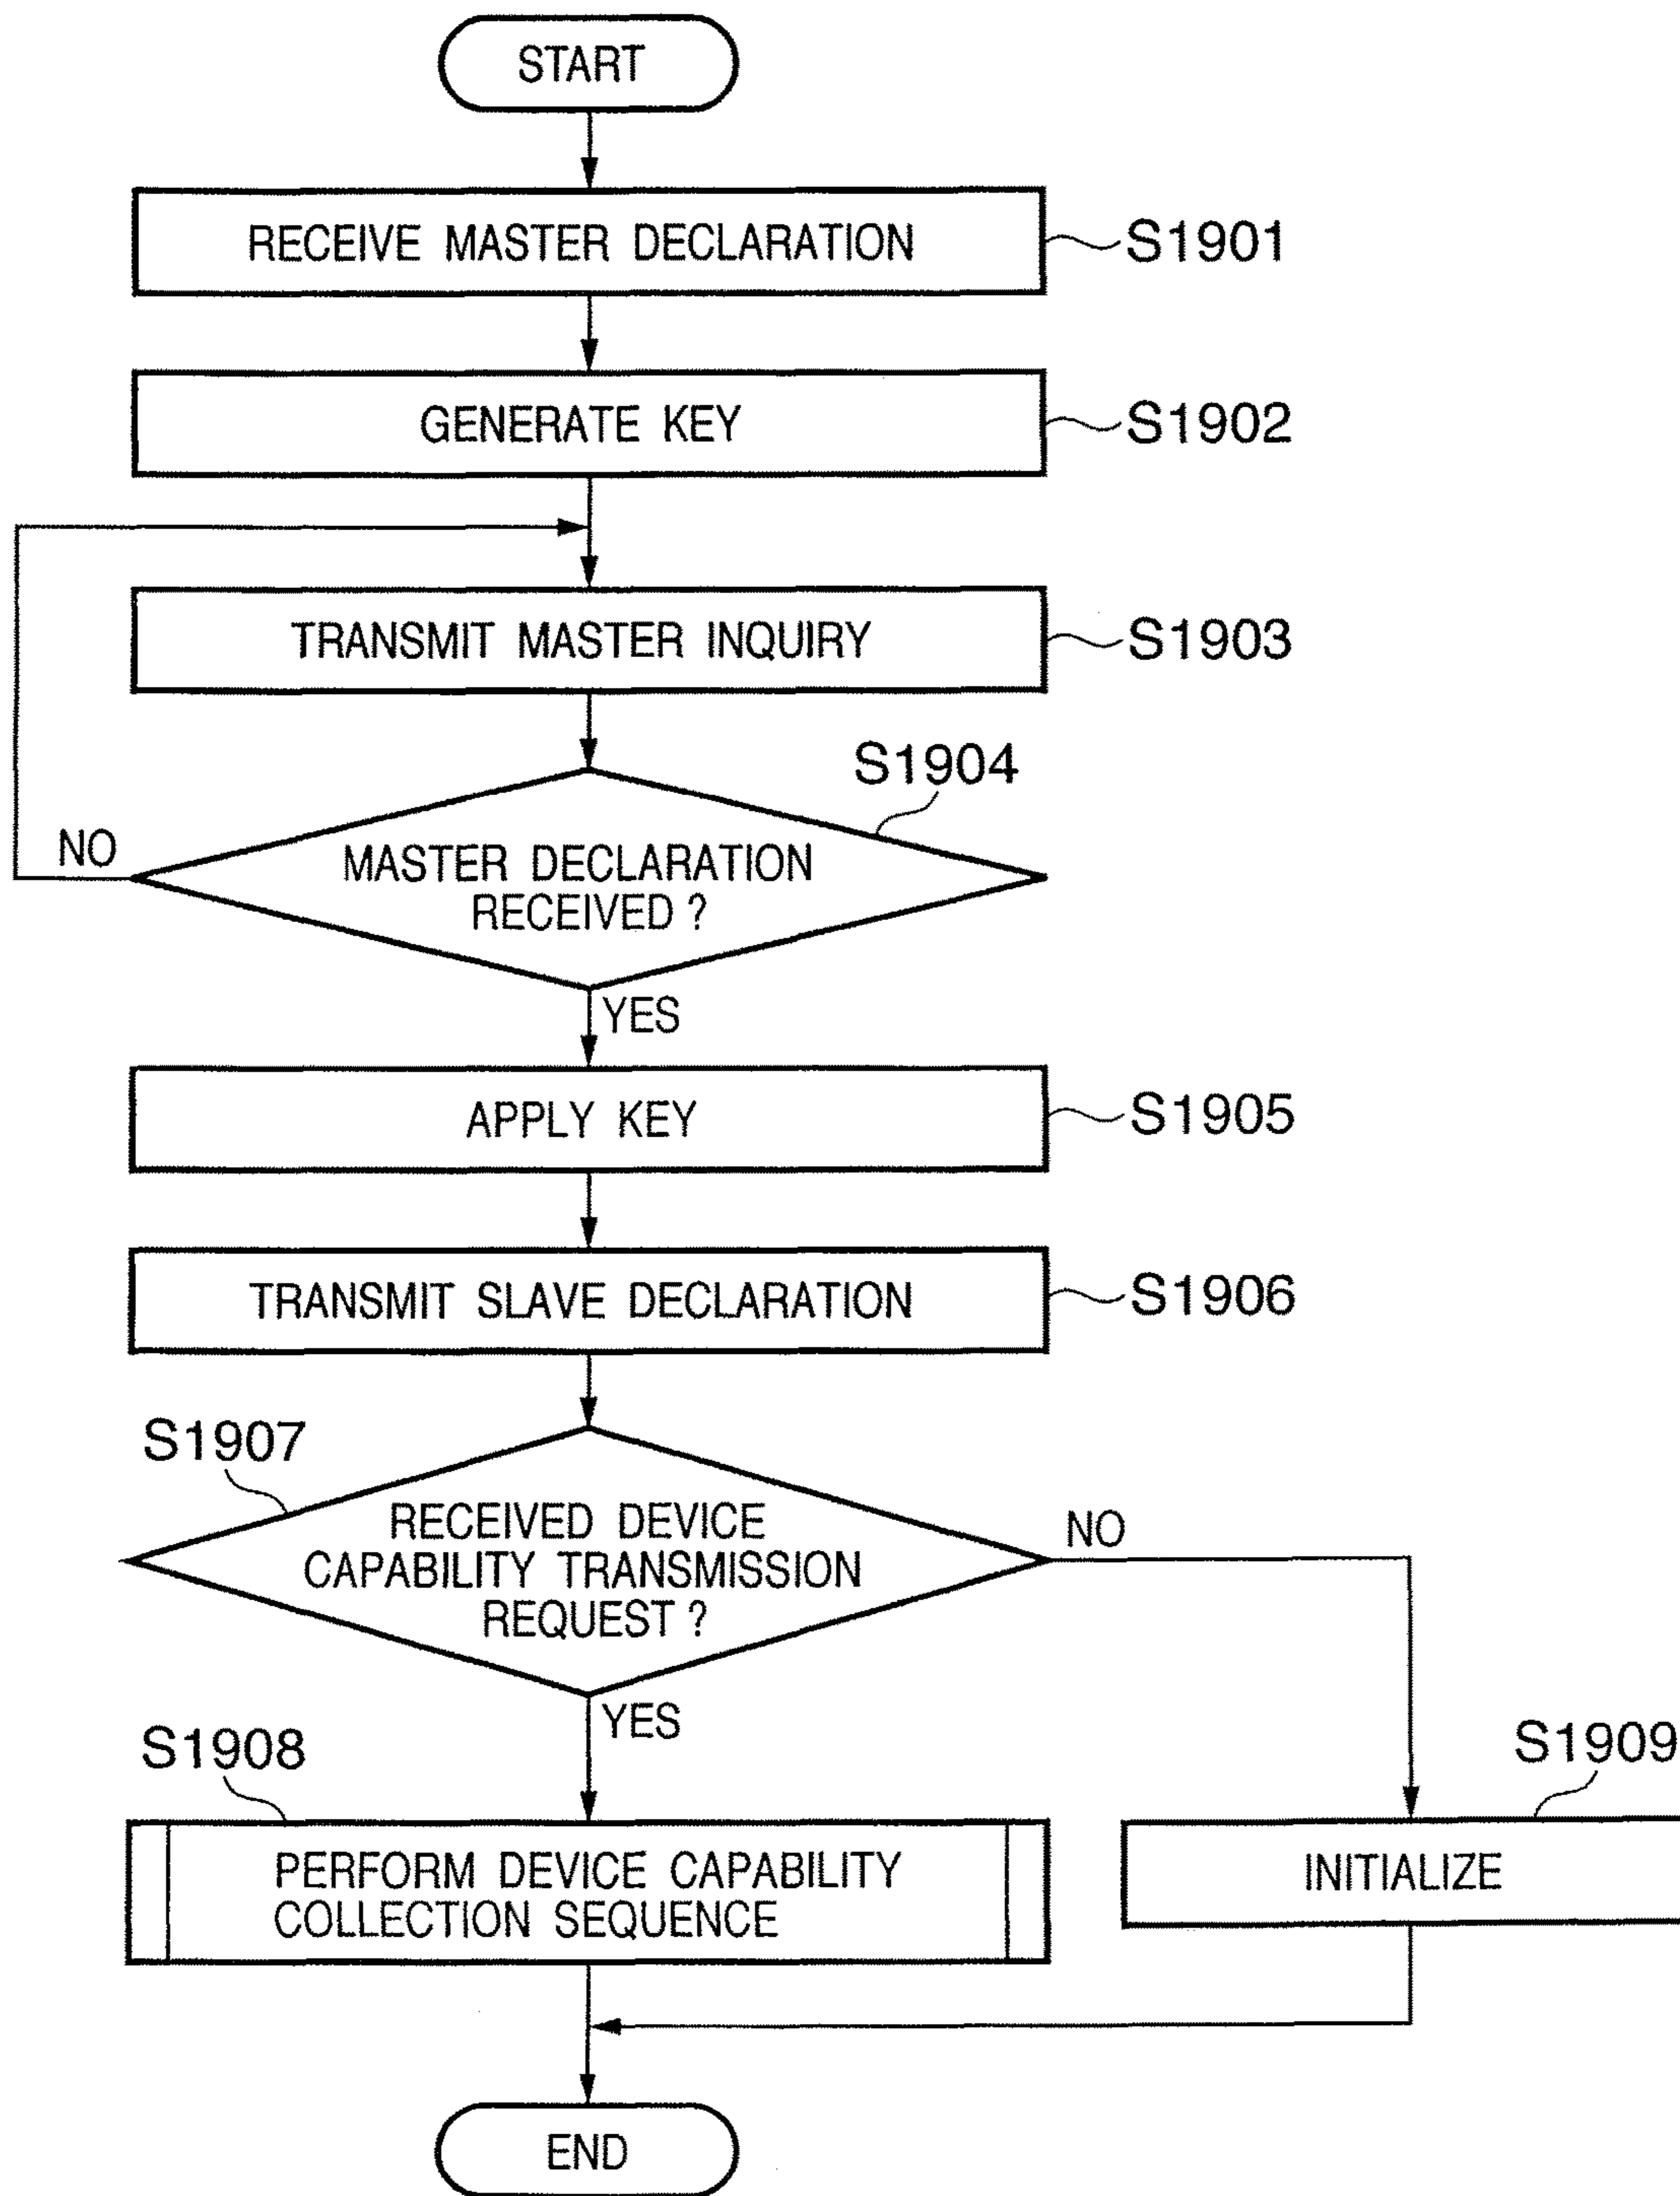 START
RECEIVE MASTER DECLARATION
S1901
GENERATE KEY
S1902
TRANSMIT MASTER INQUIRY
S1903
S1904
NO
MASTER DECLARATION
RECEIVED ?
YES
APPLY KEY
S1905
TRANSMIT SLAVE DECLARATION
S1906
S1907
RECEIVED DEVICE
CAPABILITY TRANSMISSION
REQUEST ?
NO
YES
S1908
S1909
PERFORM DEVICE CAPABILITY
COLLECTION SEQUENCE
INITIALIZE
END